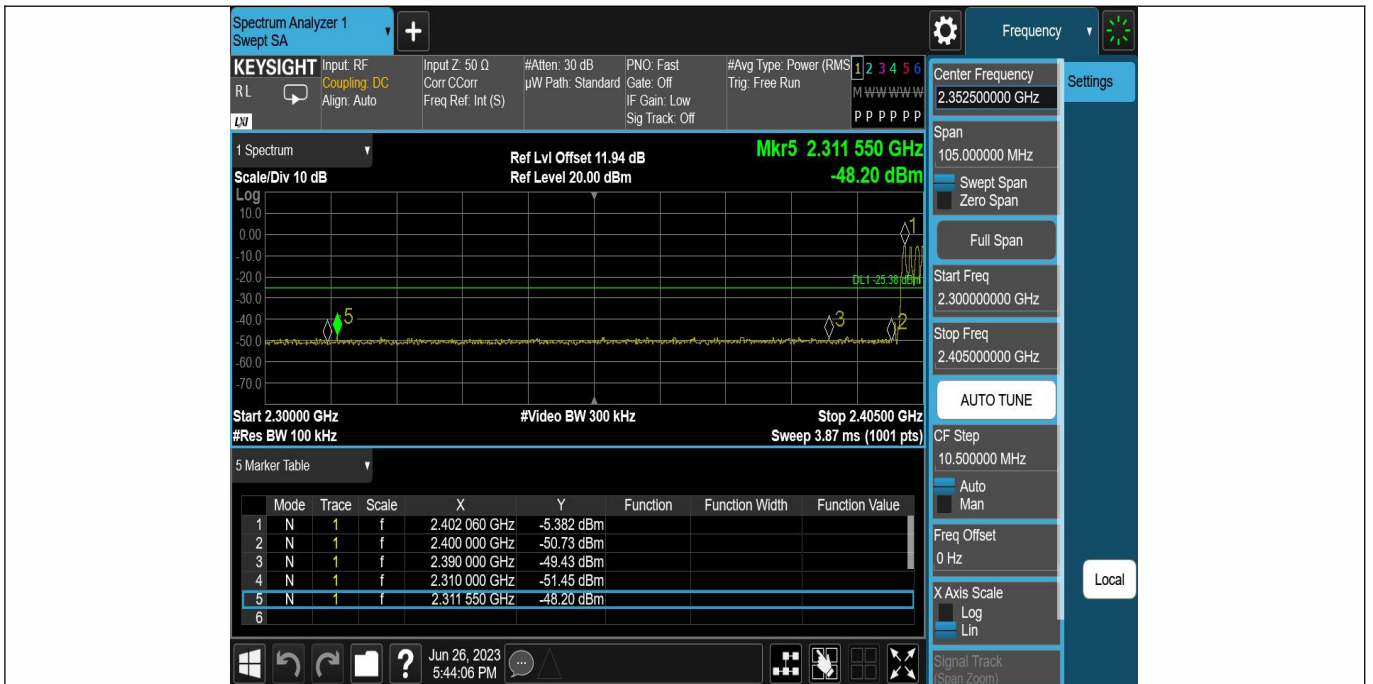 Spectrum Analyzer 1
Swept SA
+
Frequency
KEYSIGHT
RL
LXI
Input: RF
Coupling: DC
Align: Auto
Input Z: 50 Ω
Corr CCorr
Freq Ref: Int (S)
#Atten: 30 dB
µW Path: Standard
PNO: Fast
Gate: Off
IF Gain: Low
Sig Track: Off
#Avg Type: Power (RMS
Trig: Free Run
1 2 3 4 5 6
M W W W W W
P P P P P P
1 Spectrum
Scale/Div 10 dB
Ref Lvl Offset 11.94 dB
Ref Level 20.00 dBm
Mkr5 2.311 550 GHz
-48.20 dBm
Log
10.0
0.00
-10.0
-20.0
-30.0
-40.0
-50.0
-60.0
-70.0
1
DL1 -25.38 dBm
5
3
2
Start 2.30000 GHz
#Video BW 300 kHz
Stop 2.40500 GHz
#Res BW 100 kHz
Sweep 3.87 ms (1001 pts)
5 Marker Table
Mode Trace Scale X Y Function Function Width Function Value
1 N 1 f 2.402 060 GHz -5.382 dBm
2 N 1 f 2.400 000 GHz -50.73 dBm
3 N 1 f 2.390 000 GHz -49.43 dBm
4 N 1 f 2.310 000 GHz -51.45 dBm
5 N 1 f 2.311 550 GHz -48.20 dBm
6
Center Frequency
2.352500000 GHz
Settings
Span
105.000000 MHz
Swept Span
Zero Span
Full Span
Start Freq
2.300000000 GHz
Stop Freq
2.405000000 GHz
AUTO TUNE
CF Step
10.500000 MHz
Auto
Man
Freq Offset
0 Hz
X Axis Scale
Log
Lin
Signal Track
(Span Zoom)
Local
?
Jun 26, 2023
5:44:06 PM